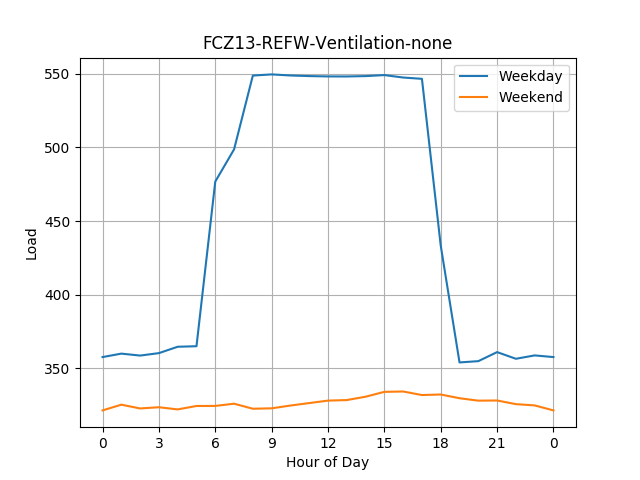 FCZ13-REFW-Ventilation-none
Weekday
Weekend
550
500
450
400
350
Load
0 3 6 9 12 15 18 21 0
Hour of Day